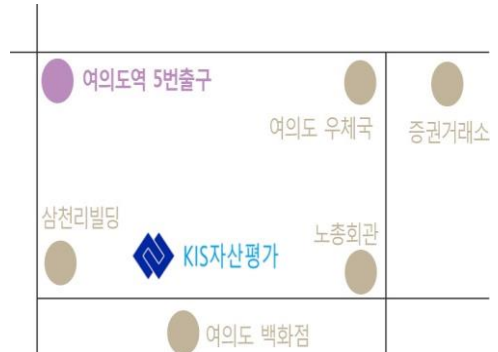 여의도역 5번출구
여의도 우체국
증권거래소
삼천리빌딩
KIS자산평가
노총회관
여의도 백화점